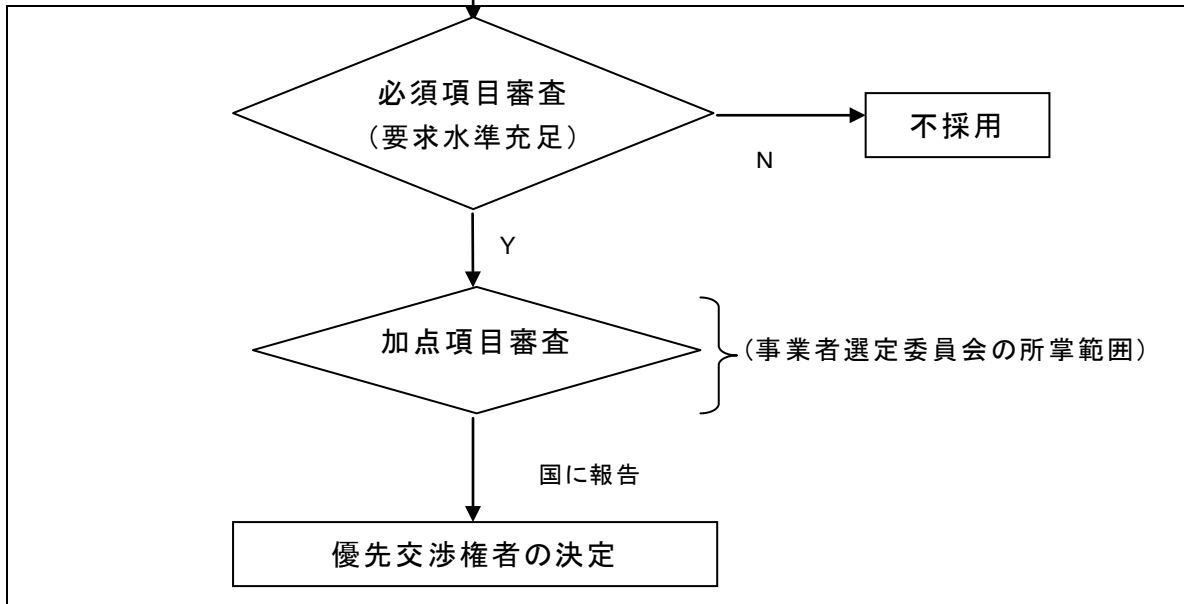 必須項目審査
（要求水準充足）
不採用
N
Y
加点項目審査
(事業者選定委員会の所掌範囲)
国に報告
優先交渉権者の決定